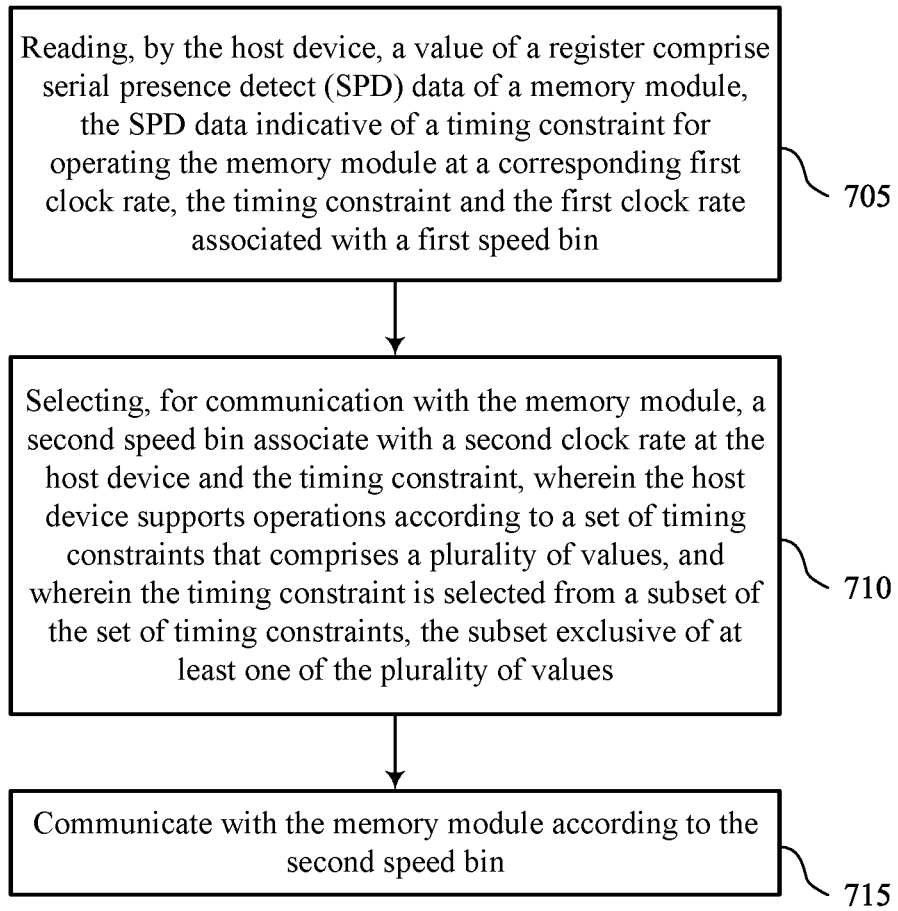 Reading, by the host device, a value of a register comprise
serial presence detect (SPD) data of a memory module,
the SPD data indicative of a timing constraint for
operating the memory module at a corresponding first
clock rate, the timing constraint and the first clock rate
associated with a first speed bin
705
Selecting, for communication with the memory module, a
second speed bin associate with a second clock rate at the
host device and the timing constraint, wherein the host
device supports operations according to a set of timing
constraints that comprises a plurality of values, and
wherein the timing constraint is selected from a subset of
the set of timing constraints, the subset exclusive of at
least one of the plurality of values
710
Communicate with the memory module according to the
second speed bin
715